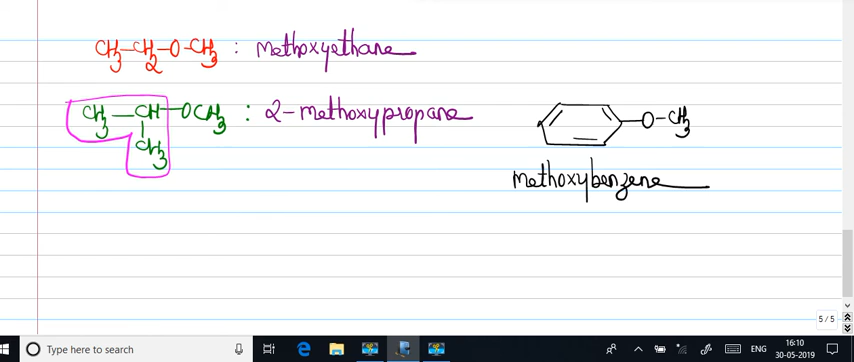 CH3-CH2-O-CH3 : methoxyethane
CH3-CH-OCH3 : 2-methoxypropane
CH3
O-CH3
methoxybenzene
5/5
Type here to search
ENG
16:10
30-05-2019